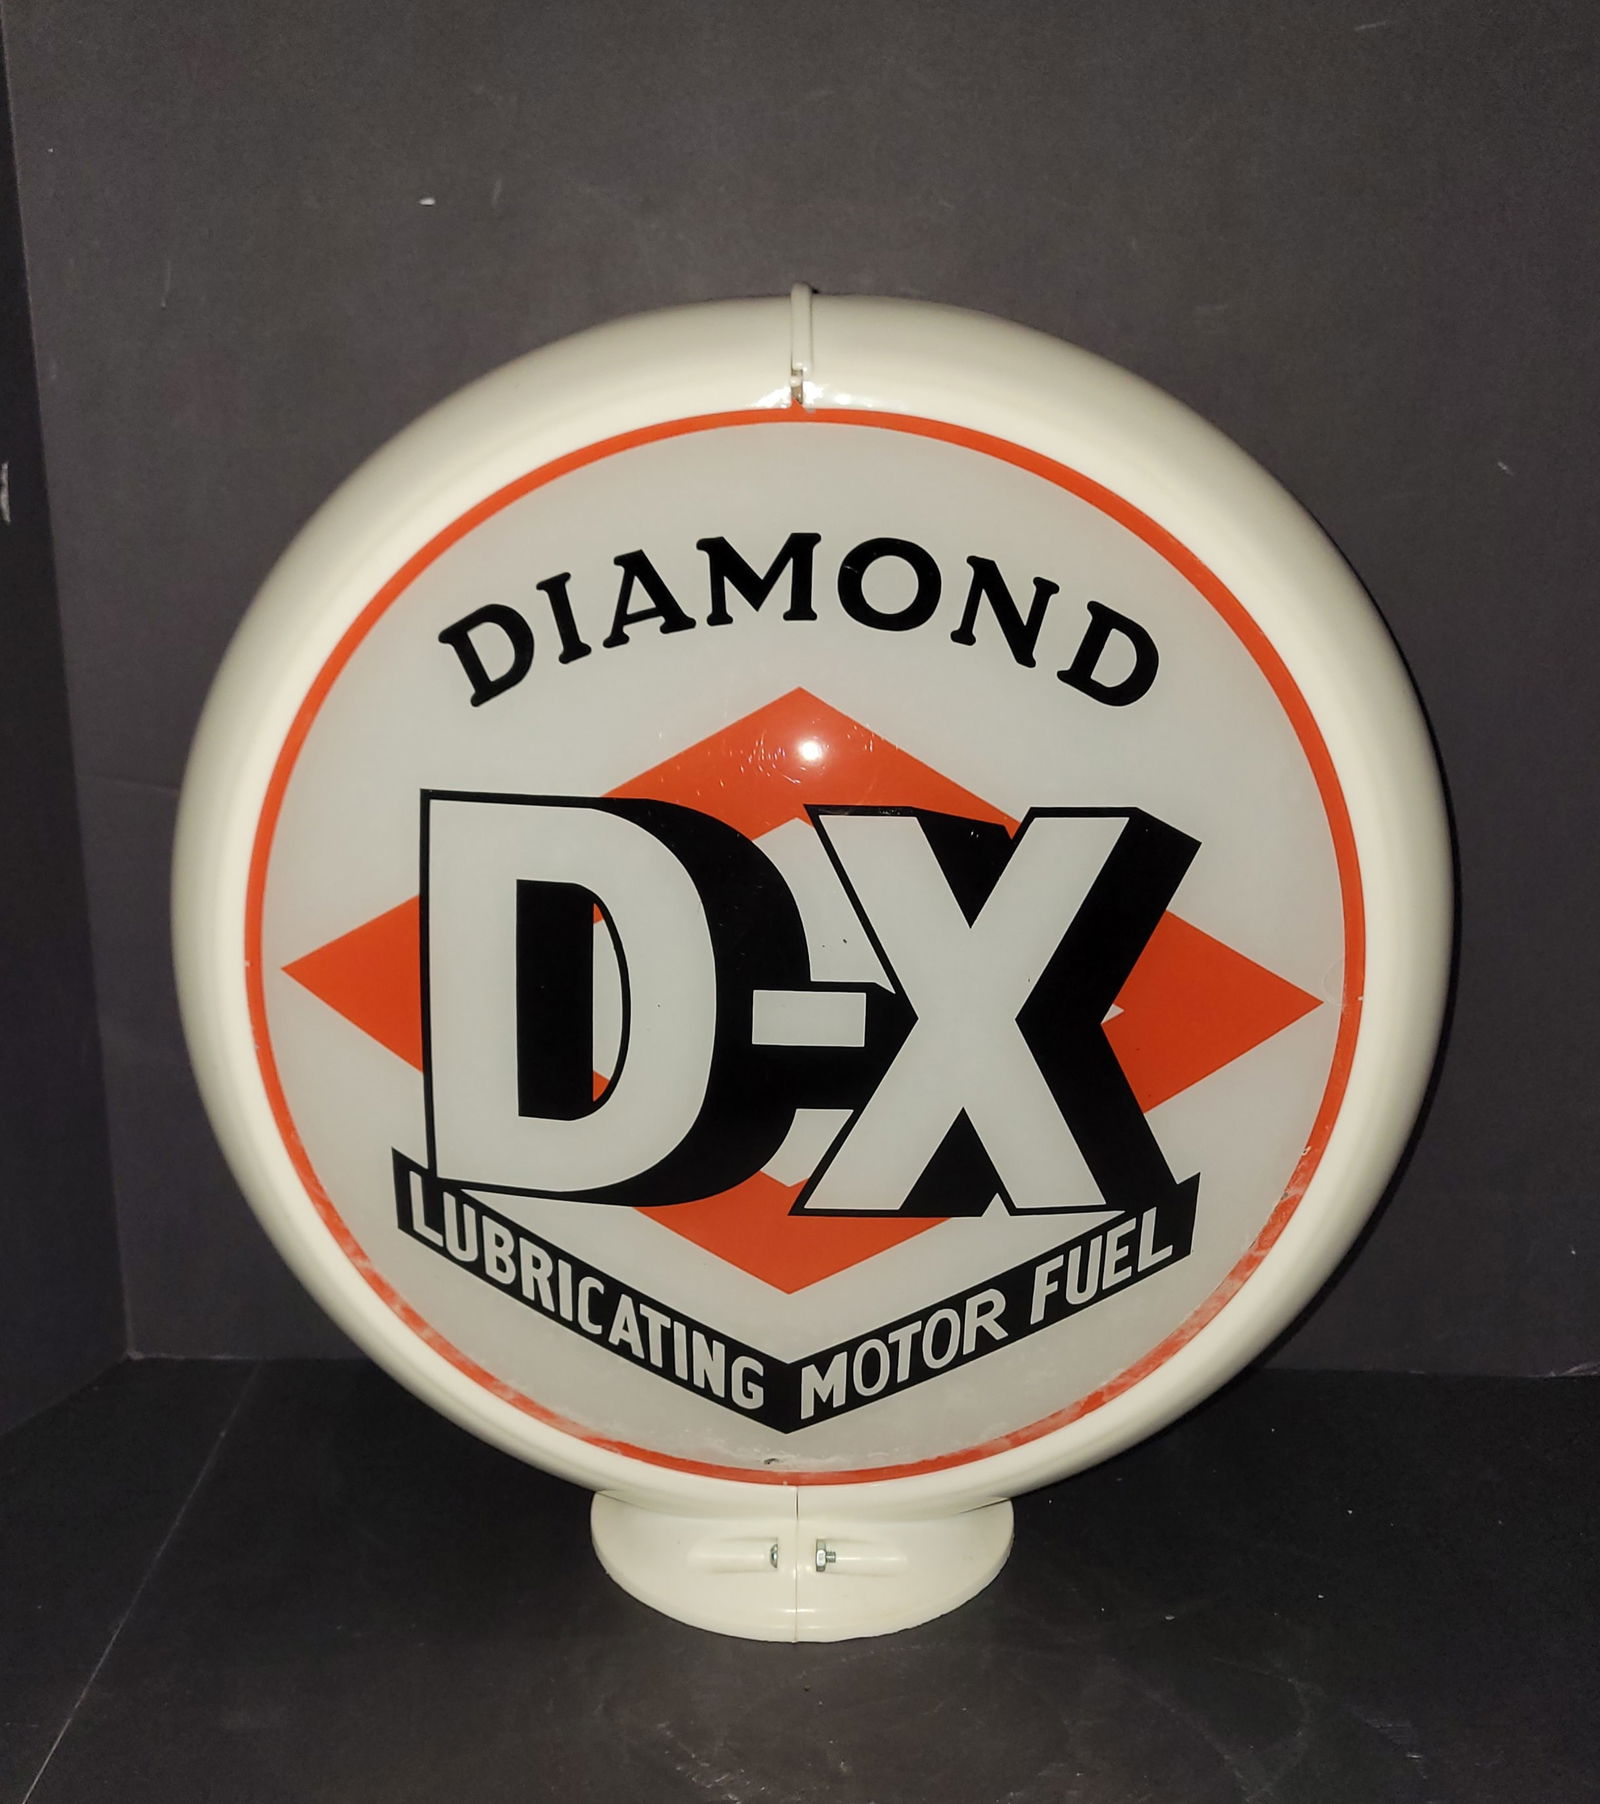 DIAMOND
D-X
LUBRICATING MOTOR FUEL